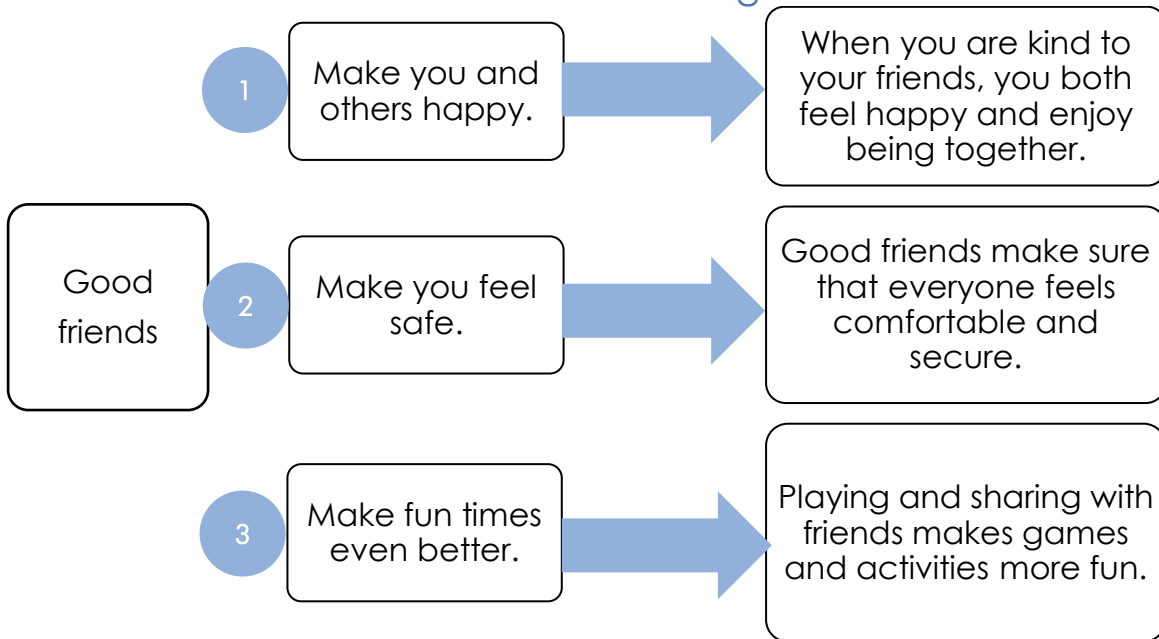 1
Make you and
others happy.
When you are kind to
your friends, you both
feel happy and enjoy
being together.
Good
friends
2
Make you feel
safe.
Good friends make sure
that everyone feels
comfortable and
secure.
3
Make fun times
even better.
Playing and sharing with
friends makes games
and activities more fun.